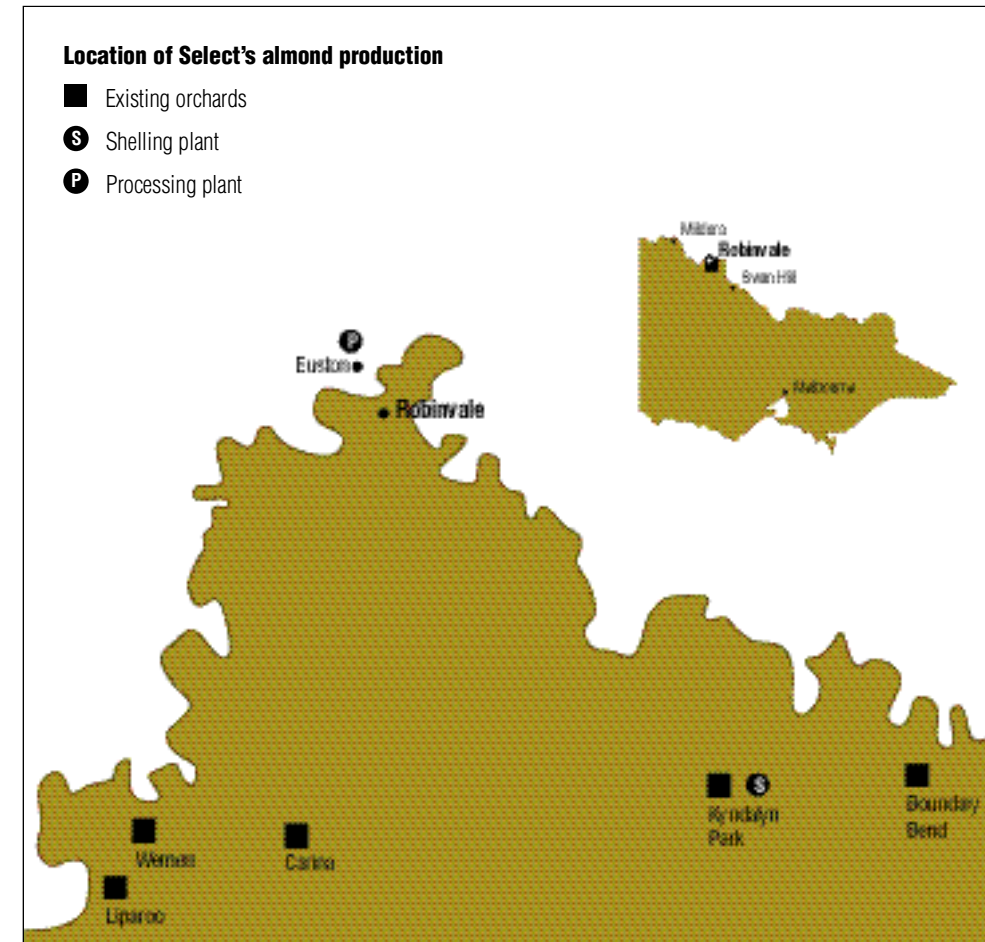 Location of Select's almond production
Existing orchards
S Shelling plant
P Processing plant
Mildura
Robinvale
Swan Hill
Melbourne
P
Euston
Robinvale
S
Kyndalyn
Park
Boundary
Bend
Wemen
Carina
Liparoo